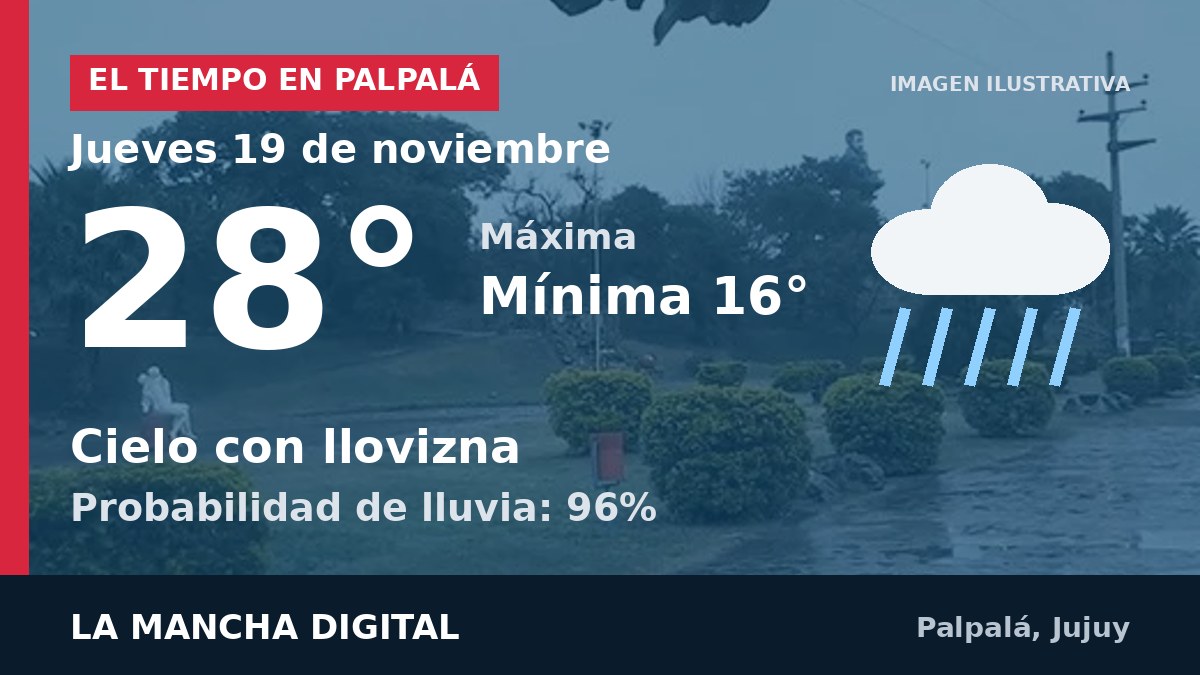 EL TIEMPO EN PALPALÁ
IMAGEN ILUSTRATIVA
Jueves 19 de noviembre
28°
Máxima
Mínima 16°
Cielo con llovizna
Probabilidad de lluvia: 96%
LA MANCHA DIGITAL
Palpalá, Jujuy